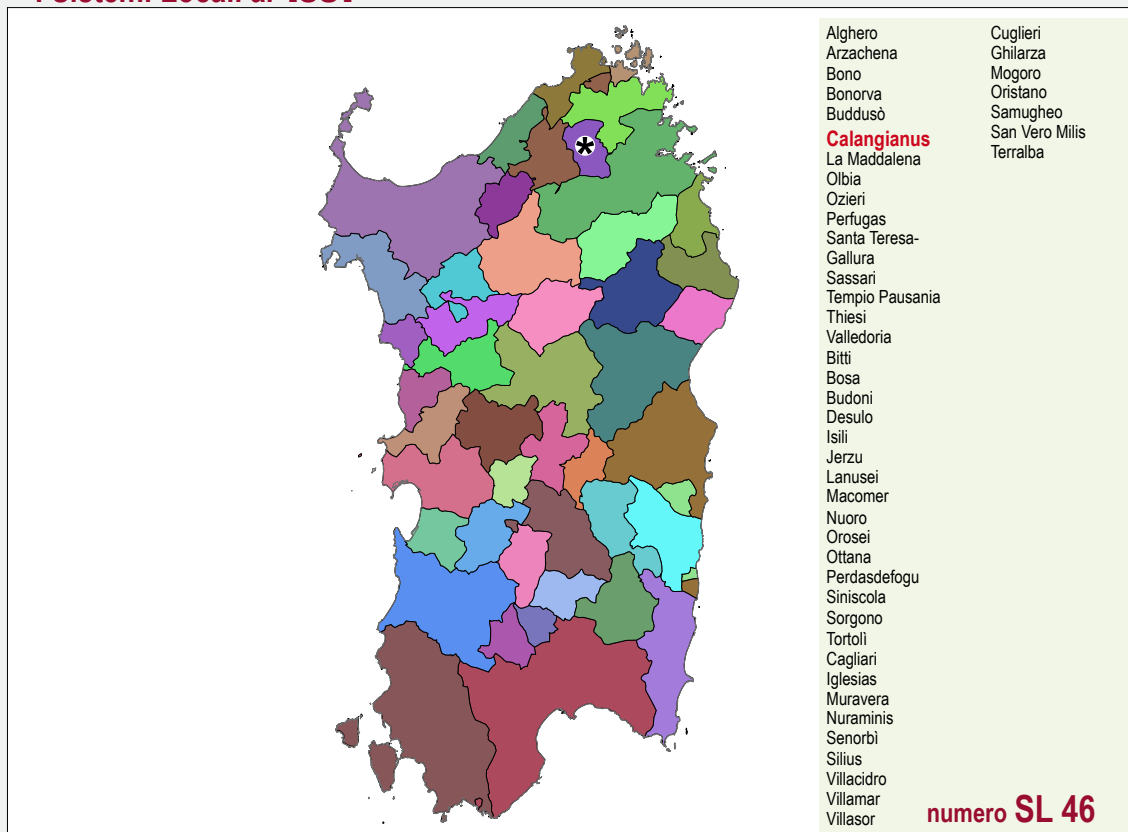 Alghero
Arzachena
Bono
Bonorva
Buddusò
Calangianus
La Maddalena
Olbia
Ozieri
Perfugas
Santa Teresa-
Gallura
Sassari
Tempio Pausania
Thiesi
Valledoria
Bitti
Bosa
Budoni
Desulo
Isili
Jerzu
Lanusei
Macomer
Nuoro
Orosei
Ottana
Perdasdefogu
Siniscola
Sorgono
Tortolì
Cagliari
Iglesias
Muravera
Nuraminis
Senorbì
Silius
Villacidro
Villamar
Villasor
Cuglieri
Ghilarza
Mogoro
Oristano
Samugheo
San Vero Milis
Terralba
*
numero SL 46